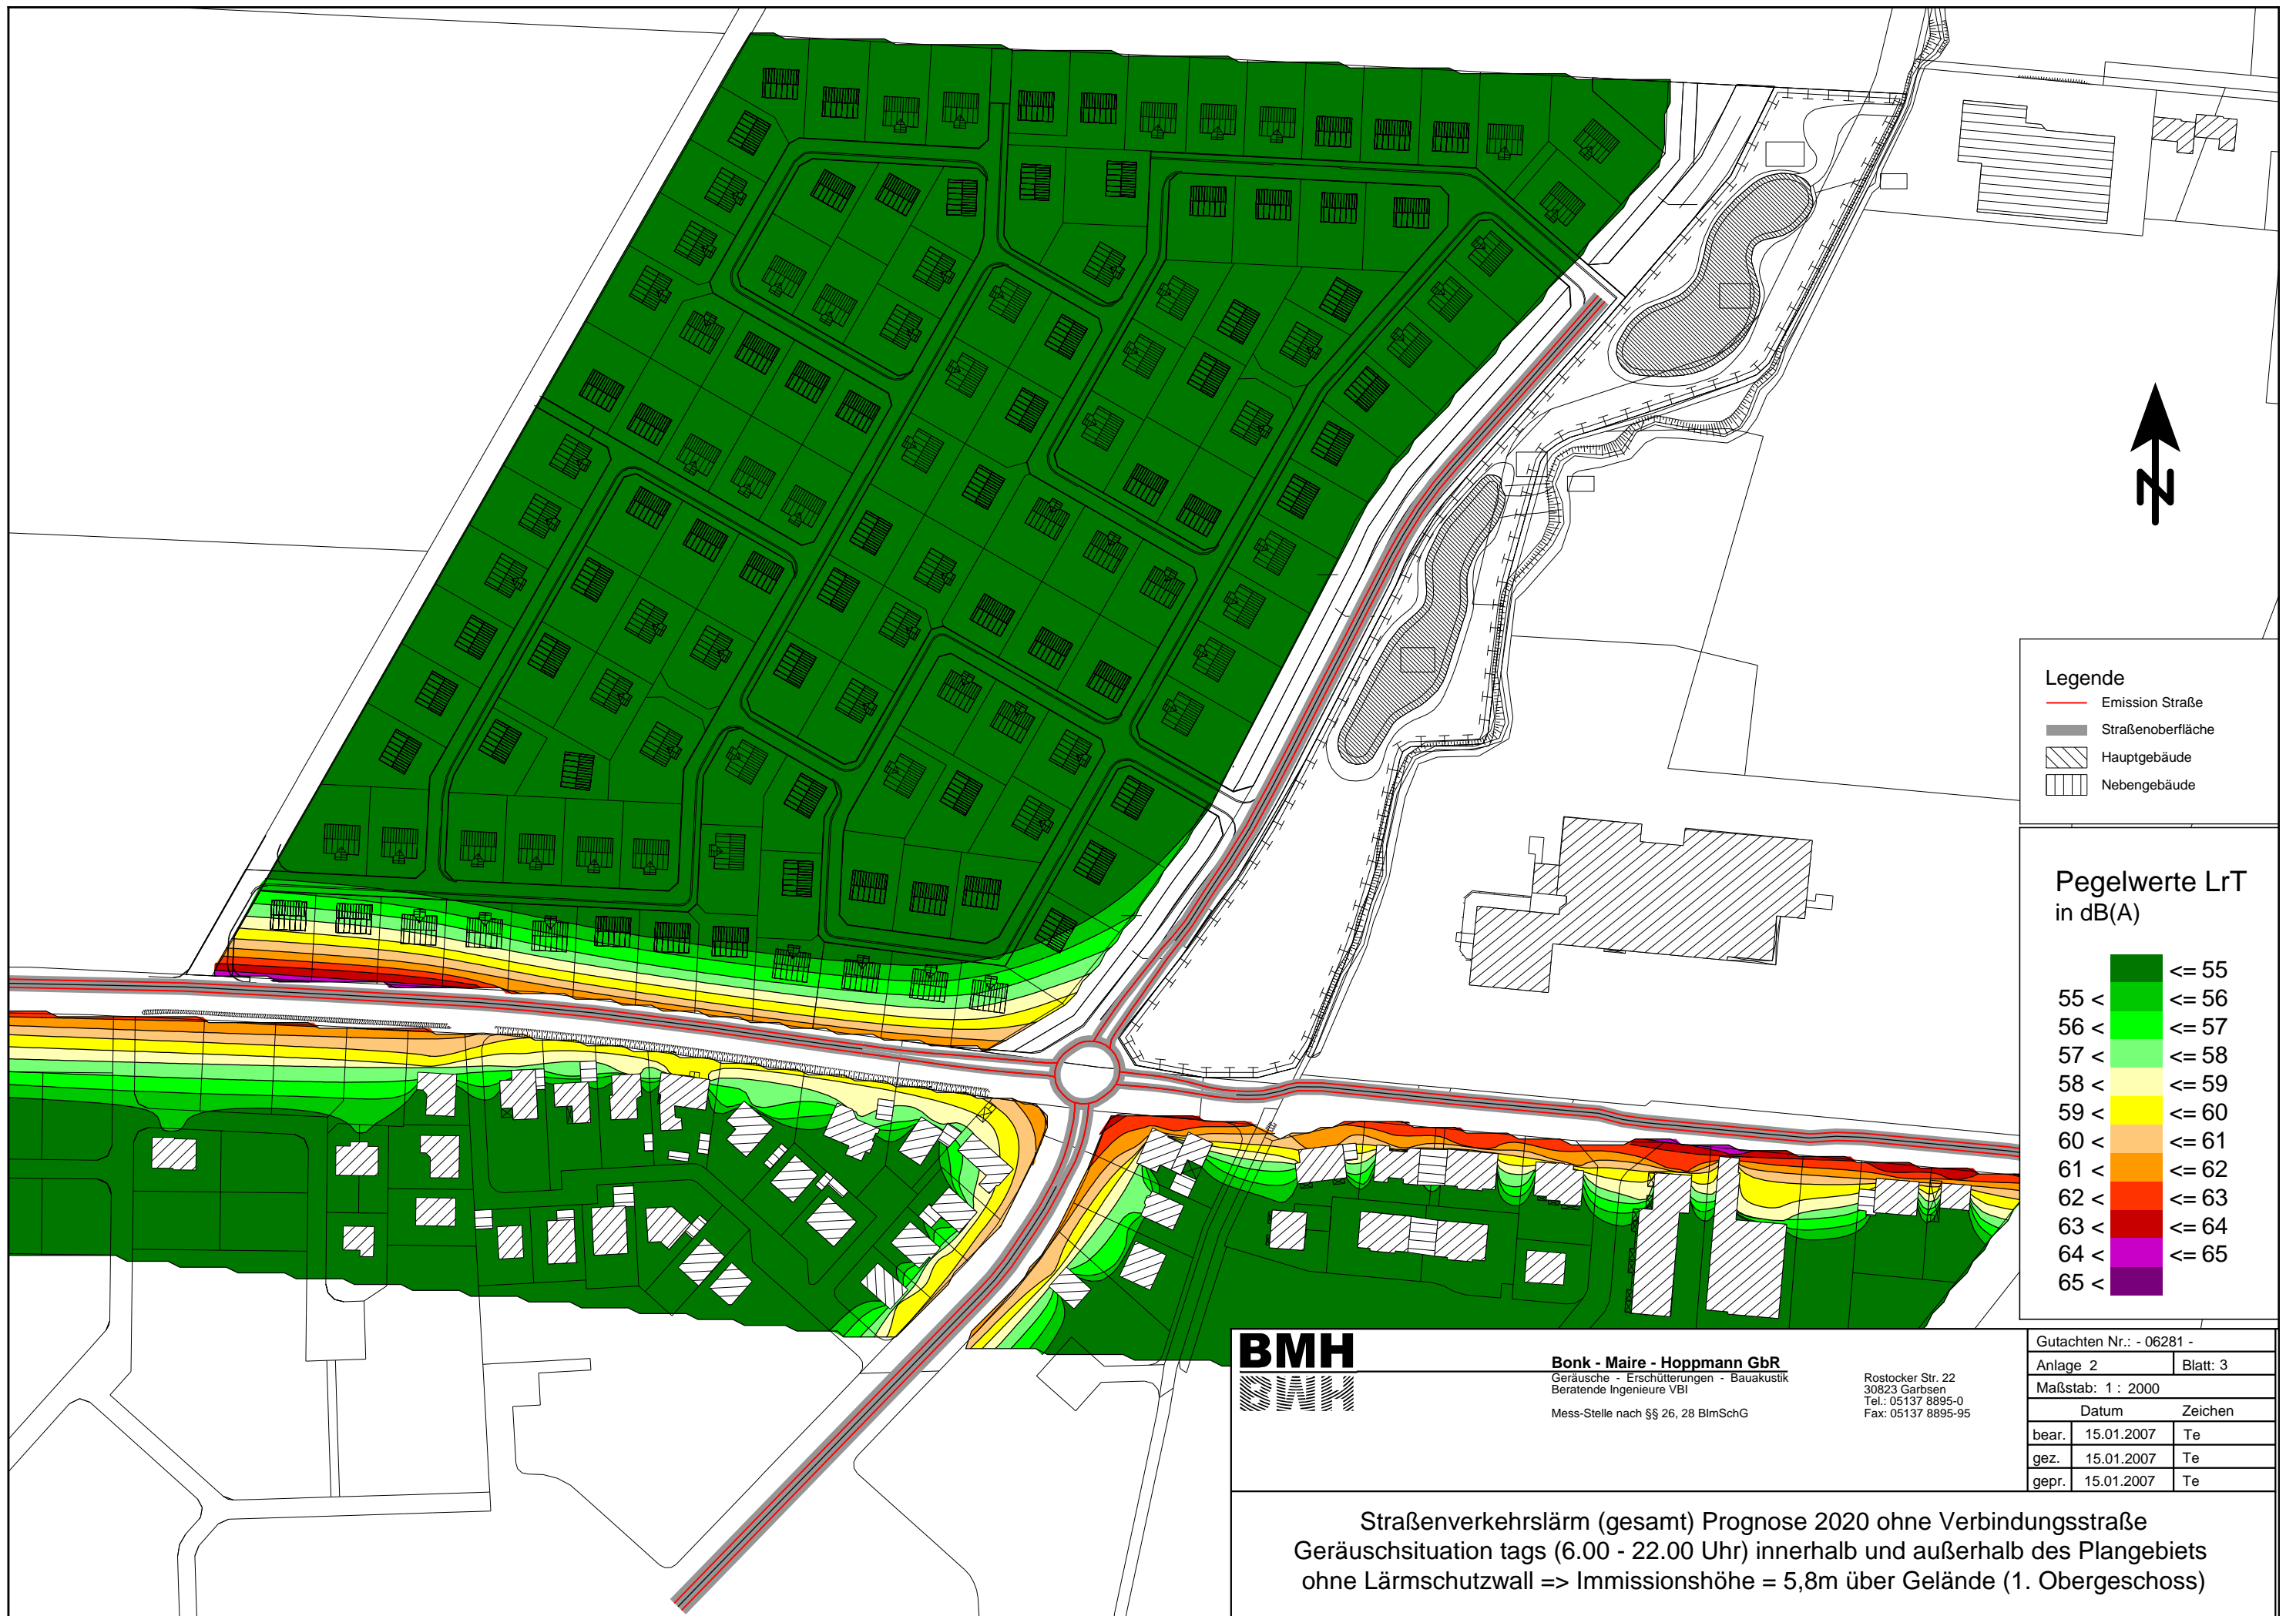 N
Legende
Emission Straße
Straßenoberfläche
Hauptgebäude
Nebengebäude
Pegelwerte LrT
in dB(A)
<= 55
55 < <= 56
56 < <= 57
57 < <= 58
58 < <= 59
59 < <= 60
60 < <= 61
61 < <= 62
62 < <= 63
63 < <= 64
64 < <= 65
65 <
BMH
BMH
Bonk - Maire - Hoppmann GbR
Geräusche - Erschütterungen - Bauakustik
Beratende Ingenieure VBI
Mess-Stelle nach §§ 26, 28 BImSchG
Rostocker Str. 22
30823 Garbsen
Tel.: 05137 8895-0
Fax: 05137 8895-95
Gutachten Nr.: - 06281 -
Anlage 2 Blatt: 3
Maßstab: 1 : 2000
Datum Zeichen
bear. 15.01.2007 Te
gez. 15.01.2007 Te
gepr. 15.01.2007 Te
Straßenverkehrslärm (gesamt) Prognose 2020 ohne Verbindungsstraße
Geräuschsituation tags (6.00 - 22.00 Uhr) innerhalb und außerhalb des Plangebiets
ohne Lärmschutzwall => Immissionshöhe = 5,8m über Gelände (1. Obergeschoss)